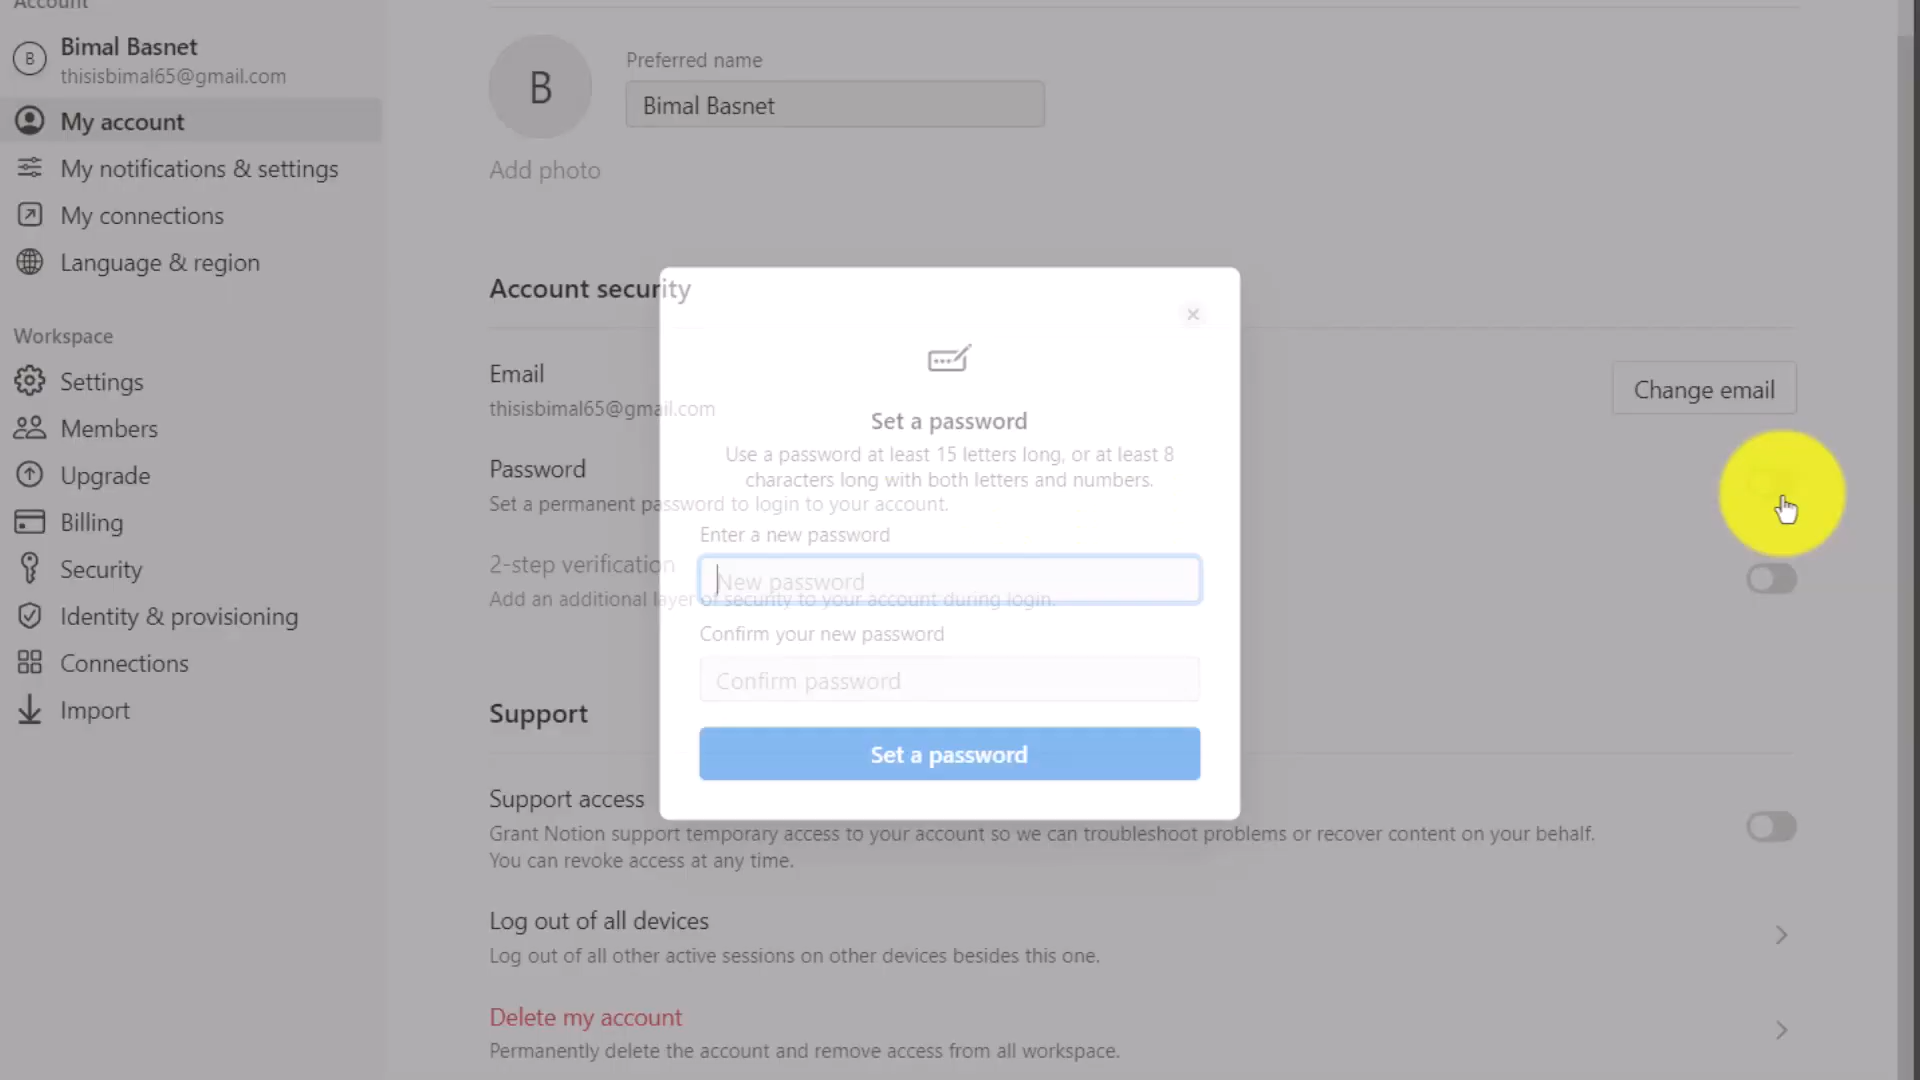 Account
B
Bimal Basnet
thisisbimal65@gmail.com
My account
My notifications & settings
My connections
Language & region
Workspace
Settings
Members
Upgrade
Billing
Security
Identity & provisioning
Connections
Import
B
Preferred name
Bimal Basnet
Add photo
Account security
Email
thisisbimal65@gmail.com
Change email
Password
Set a permanent password to login to your account.
2-step verification
Add an additional layer of security to your account during login.
Set a password
Use a password at least 15 letters long, or at least 8
characters long with both letters and numbers.
Enter a new password
New password
Confirm your new password
Confirm password
Set a password
Support
Support access
Grant Notion support temporary access to your account so we can troubleshoot problems or recover content on your behalf.
You can revoke access at any time.
Log out of all devices
Log out of all other active sessions on other devices besides this one.
Delete my account
Permanently delete the account and remove access from all workspace.